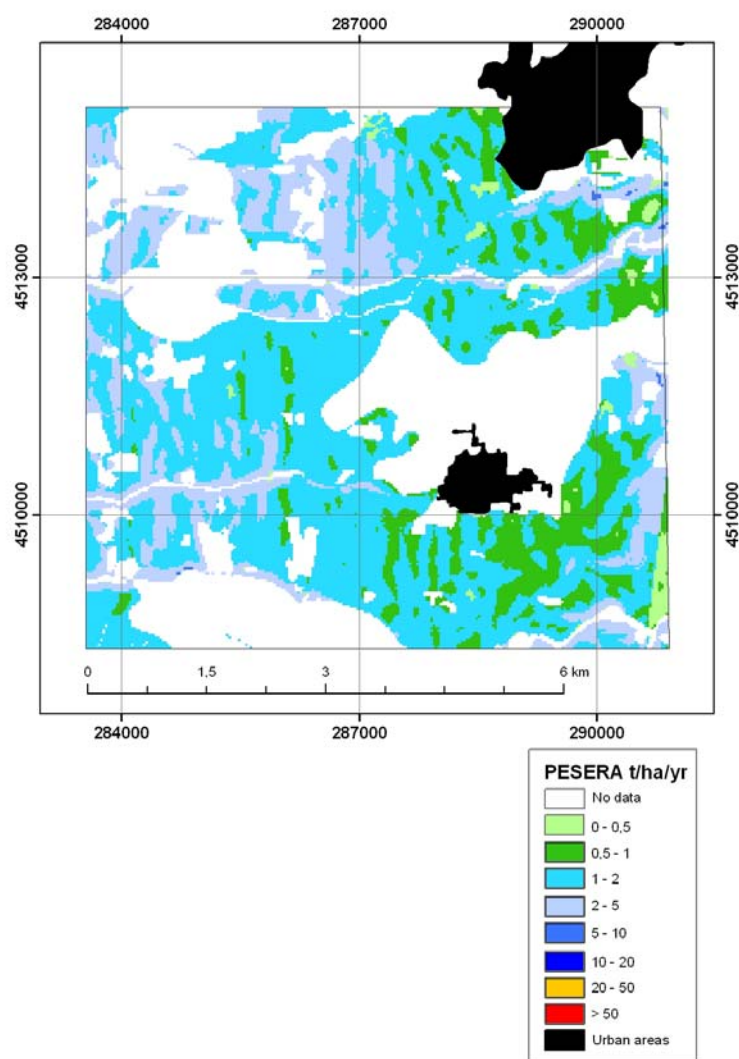 284000 287000 290000
4513000 4513000
4510000 4510000
0 1,5 3 6 km
284000 287000 290000
PESERA t/ha/yr
No data
0 - 0,5
0,5 - 1
1 - 2
2 - 5
5 - 10
10 - 20
20 - 50
> 50
Urban areas